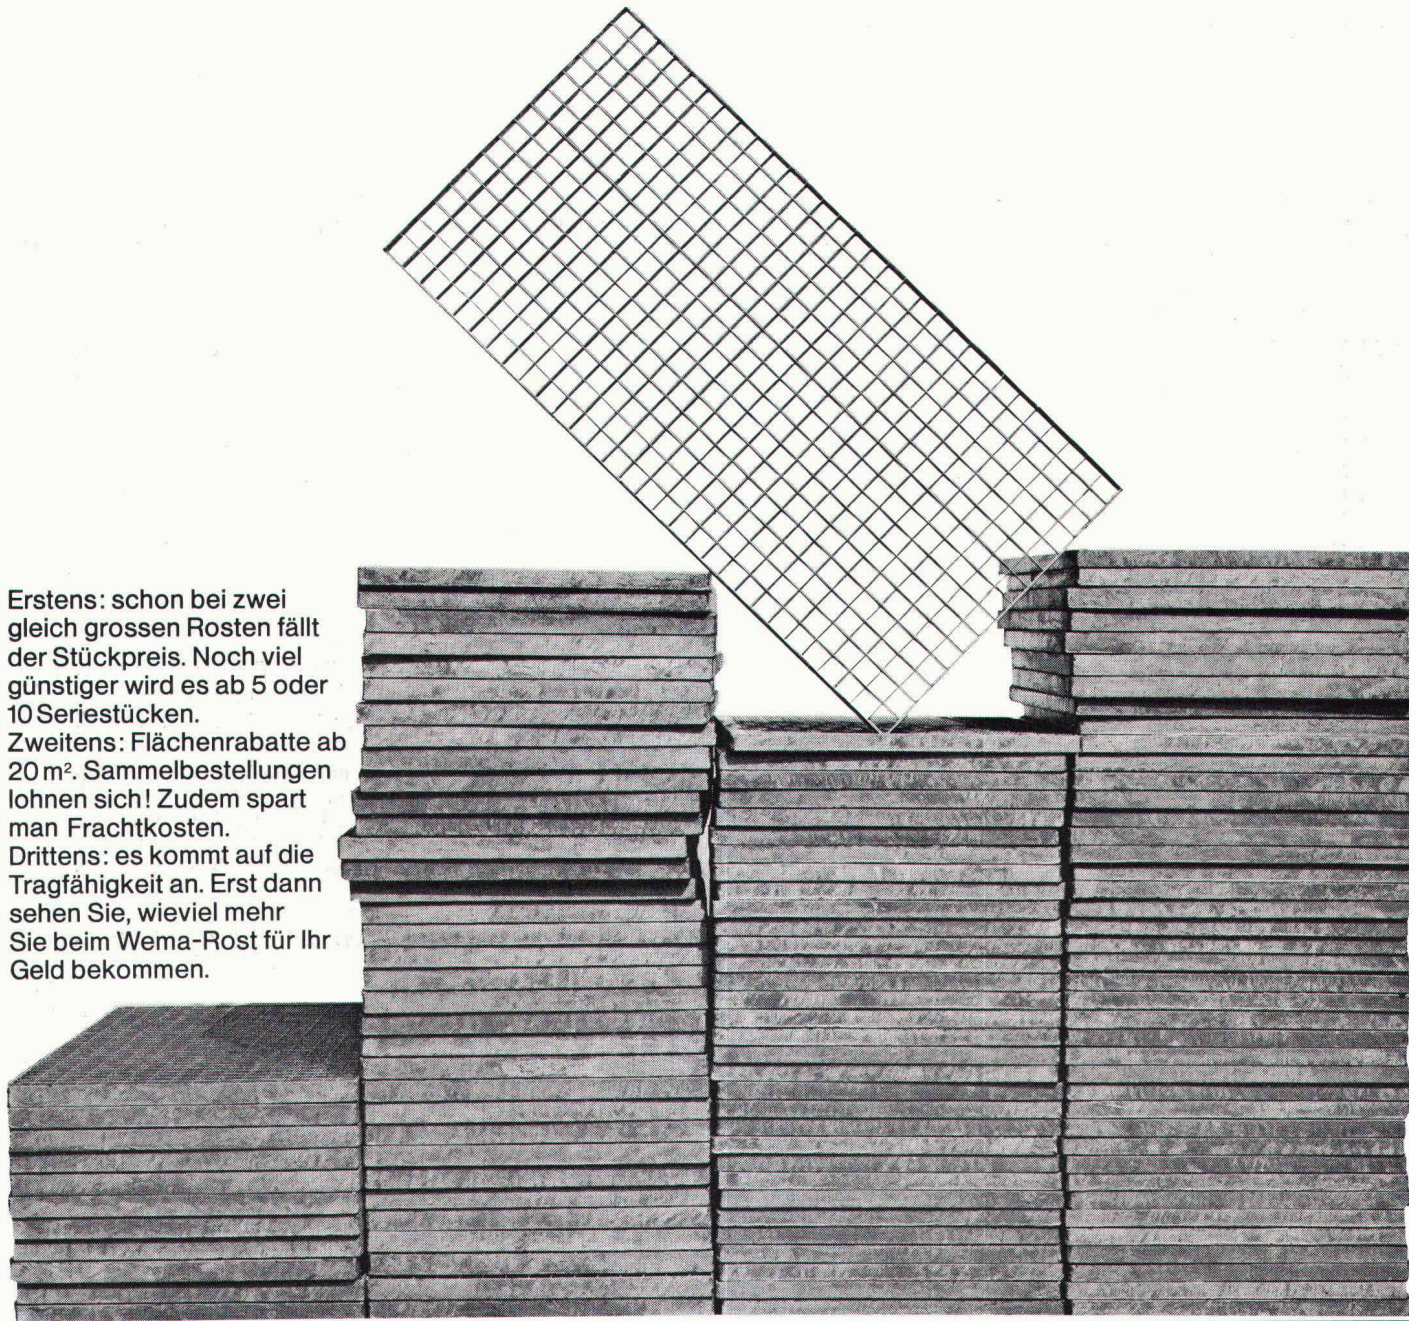 Erstens: schon bei zwei
gleich grossen Rosten fällt
der Stückpreis. Noch viel
günstiger wird es ab 5 oder
10 Seriestücken.
Zweitens: Flächenrabatte ab
20 m². Sammelbestellungen
lohnen sich! Zudem spart
man Frachtkosten.
Drittens: es kommt auf die
Tragfähigkeit an. Erst dann
sehen Sie, wieviel mehr
Sie beim Wema-Rost für Ihr
Geld bekommen.